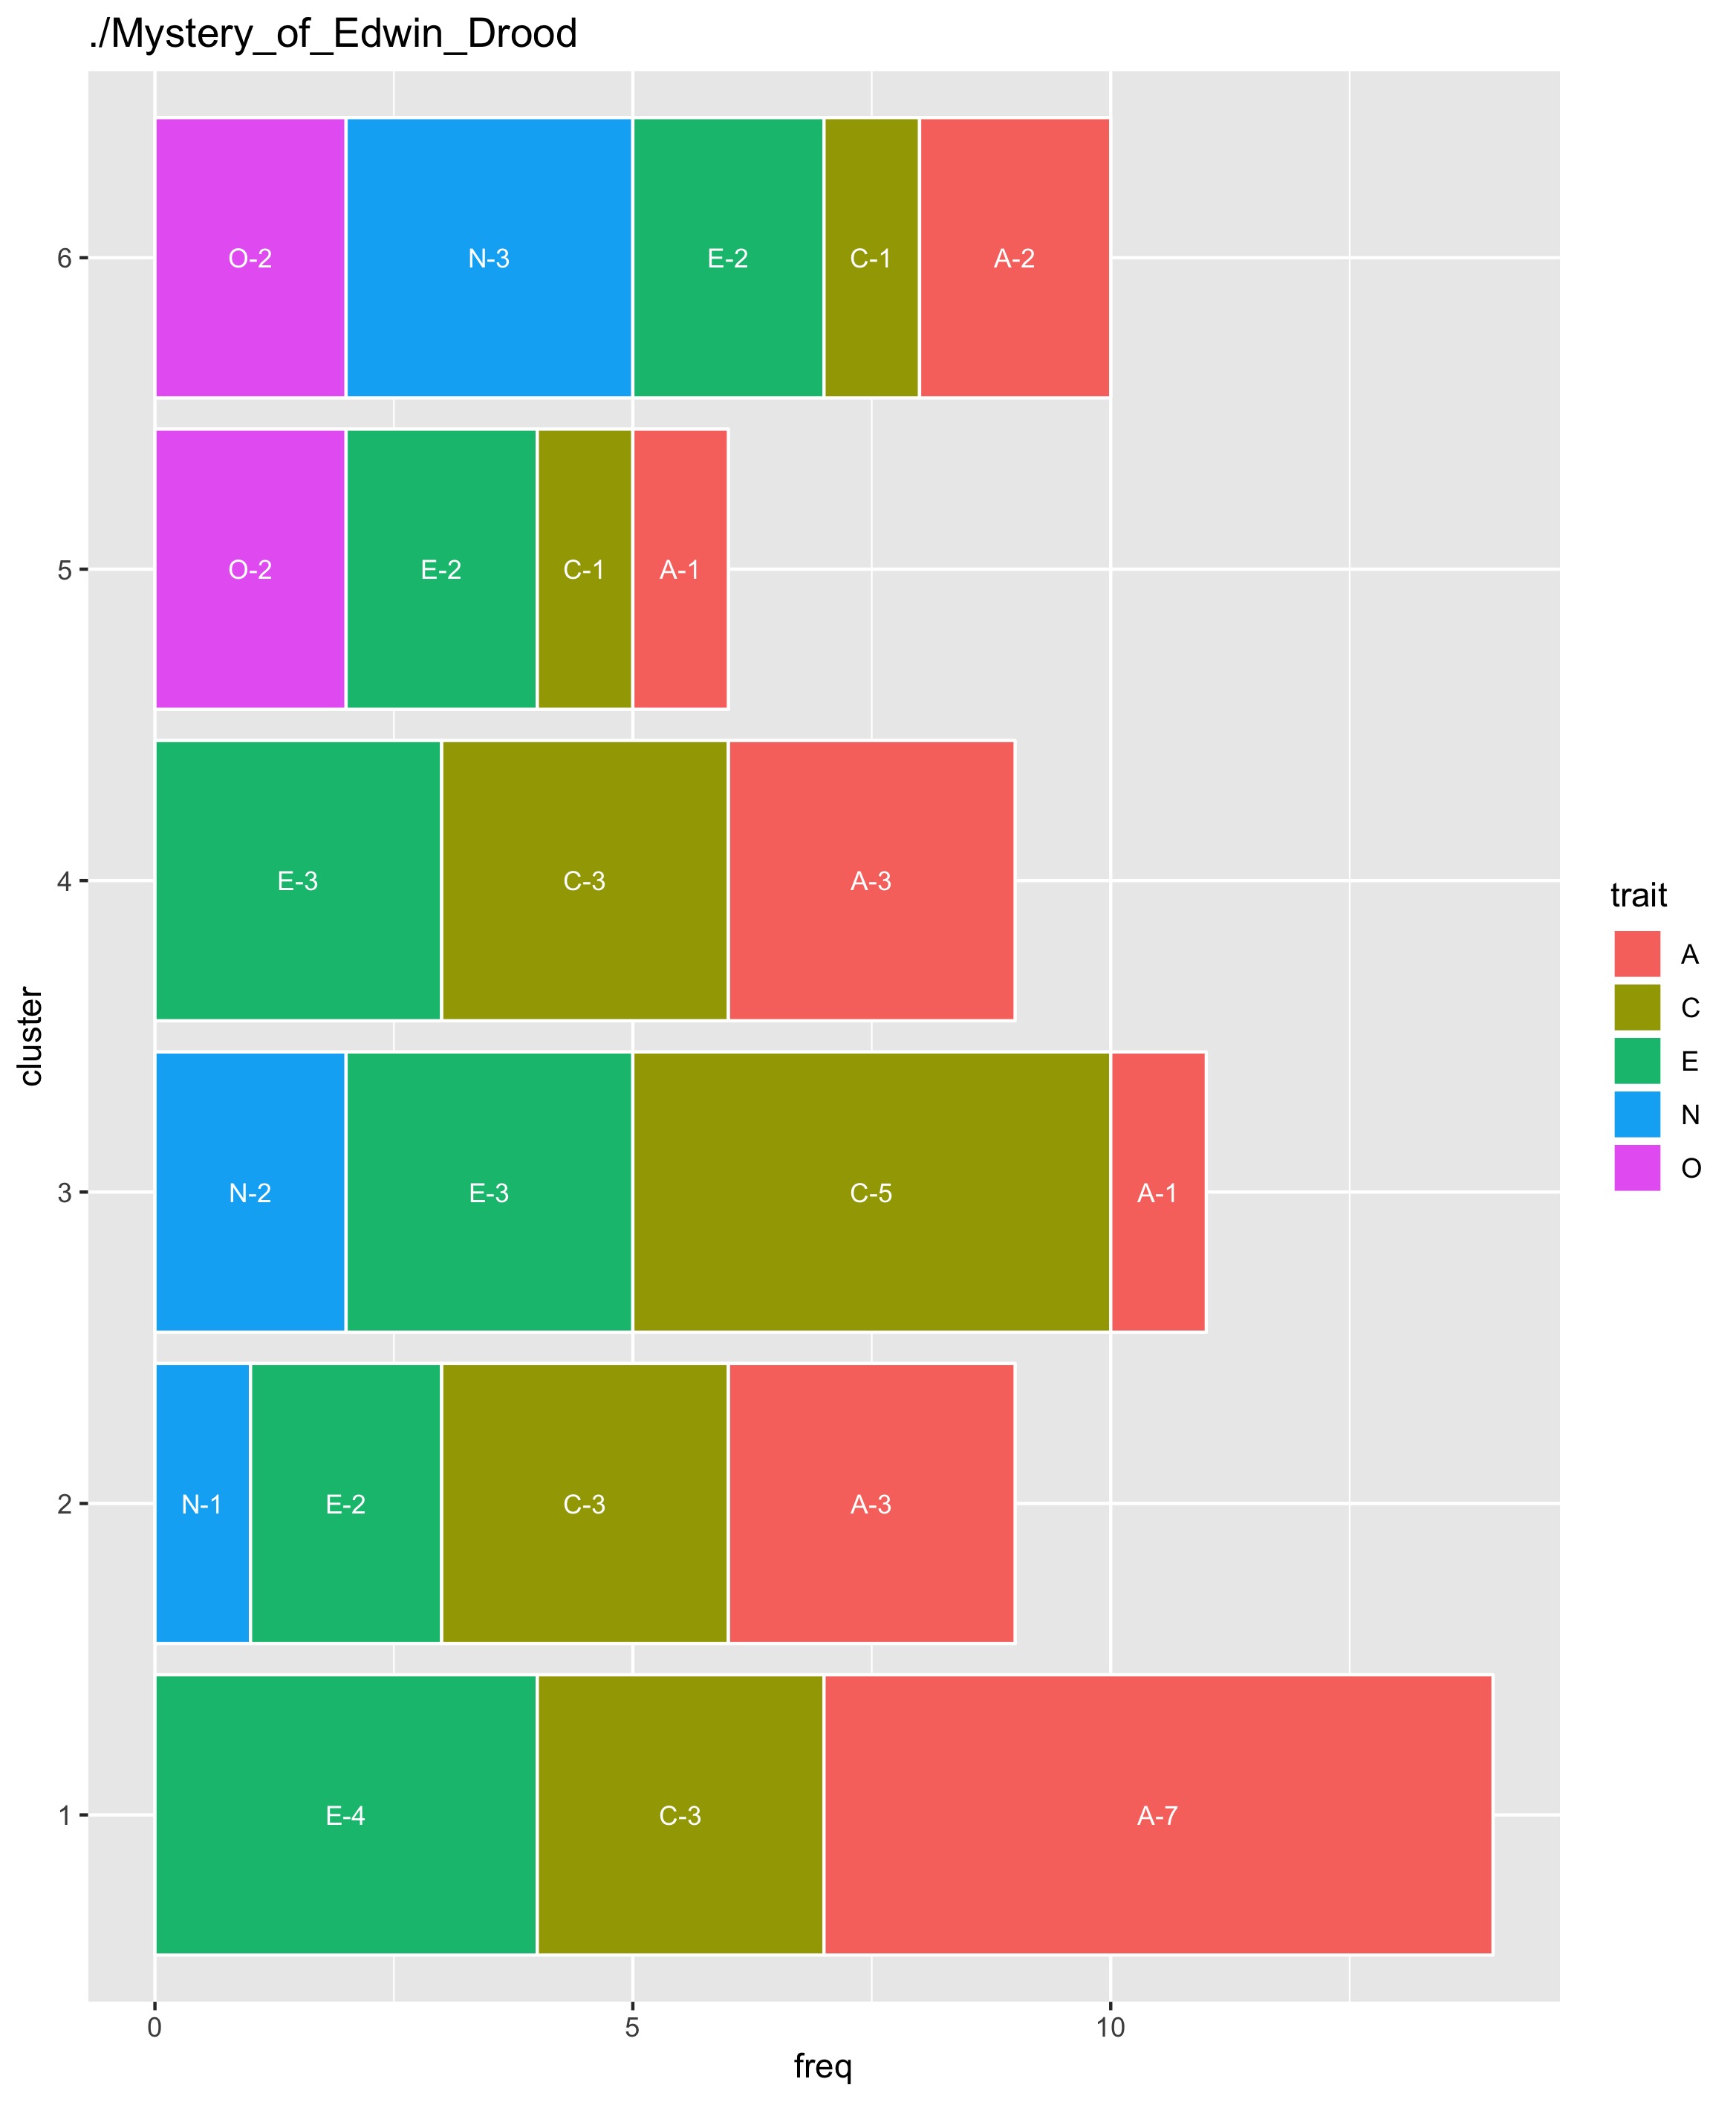 ./Mystery_of_Edwin_Drood
6
O-2 N-3 E-2 C-1 A-2
5
O-2 E-2 C-1 A-1
4
E-3 C-3 A-3
3
N-2 E-3 C-5 A-1
2
N-1 E-2 C-3 A-3
1
E-4 C-3 A-7
cluster
0 5 10
freq
trait
A
C
E
N
O